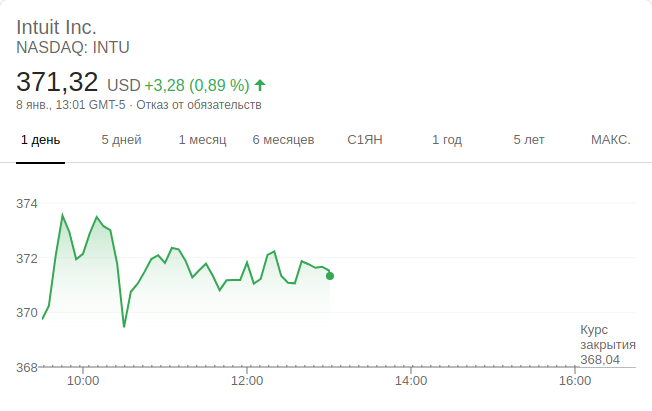 Intuit Inc.
NASDAQ: INTU
371,32 USD +3,28 (0,89 %)
8 янв., 13:01 GMT-5 · Отказ от обязательств
1 день 5 дней 1 месяц 6 месяцев С1ЯН 1 год 5 лет МАКС.
374
372
370
Курс
закрытия
368,04
368
10:00 12:00 14:00 16:00